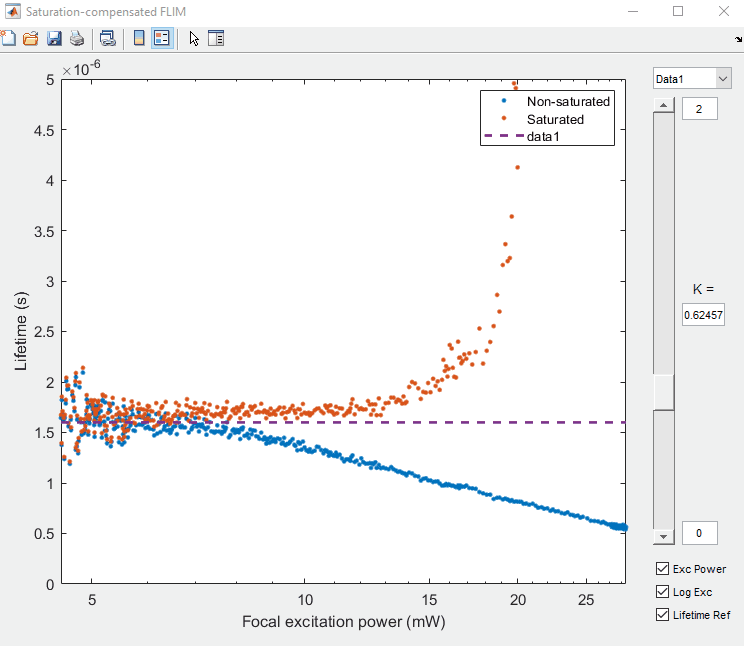 Saturation-compensated FLIM
×10-6
5
4.5
4
3.5
3
2.5
2
1.5
1
0.5
0
Lifetime (s)
5
10
15
20
25
Focal excitation power (mW)
Non-saturated
Saturated
data1
Data1
2
K =
0.62457
0
Exc Power
Log Exc
Lifetime Ref